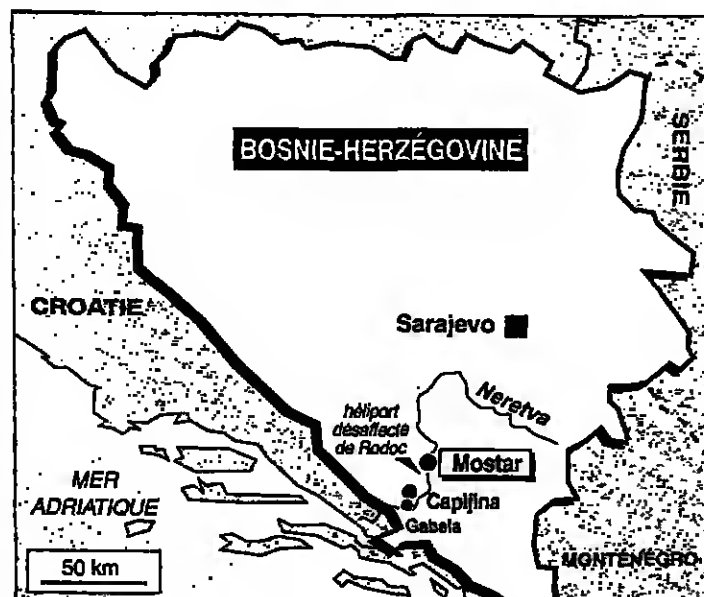 BOSNIE-HERZÉGOVINE
SERBIE
CROATIE
Sarajevo
Neretva
héliport
désaffecté
de Rodoc
Mostar
MER
ADRIATIQUE
Capljina
Gabela
MONTENEGRO
50 km